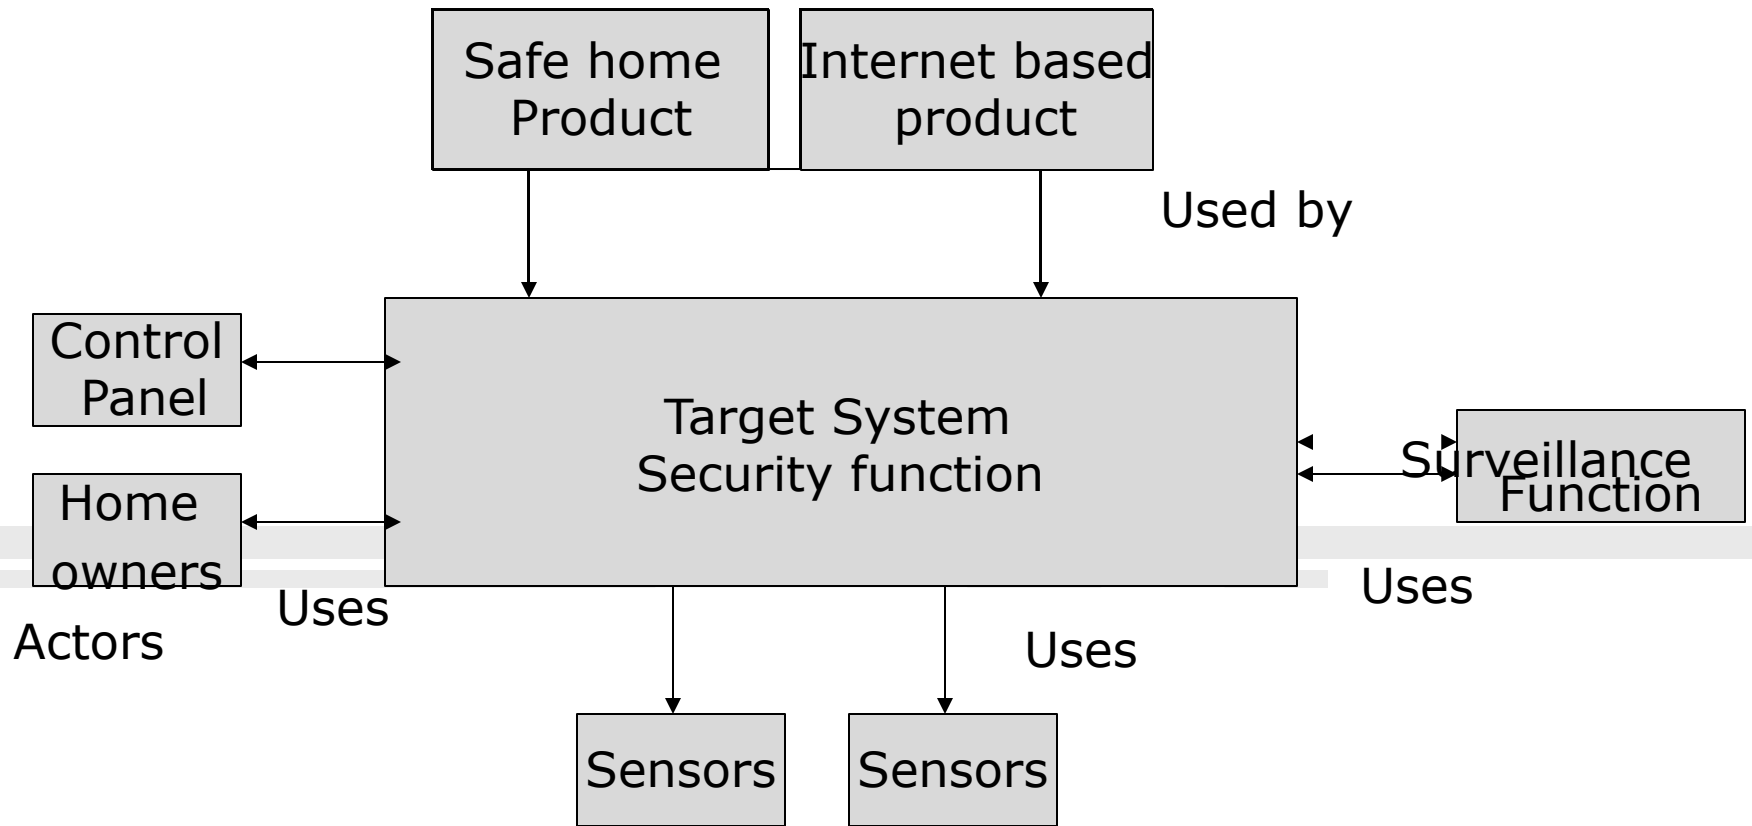 Safe home
Product
Internet based
product
Used by
Control
Panel
Target System
Security function
Surveillance
Function
Home
owners
Uses
Actors
Uses
Uses
Sensors
Sensors